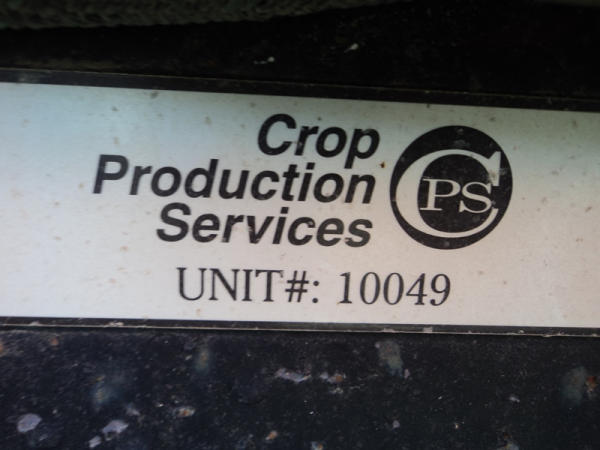 Crop
Production
Services
CPS
UNIT#: 10049